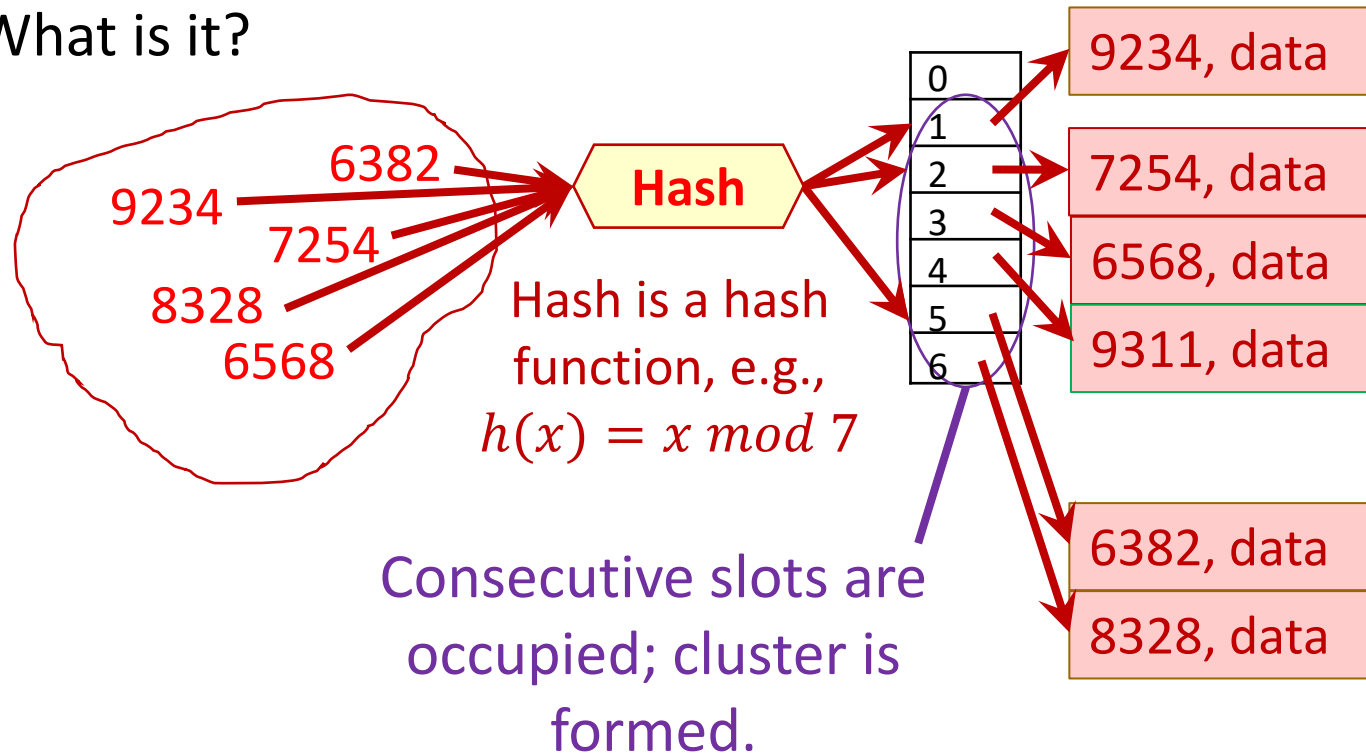 What is it?
6382
9234
7254
8328
6568
Hash
Hash is a hash
function, e.g.,
h(x) = x mod 7
0
1
2
3
4
5
6
9234, data
7254, data
6568, data
9311, data
6382, data
8328, data
Consecutive slots are
occupied; cluster is
formed.